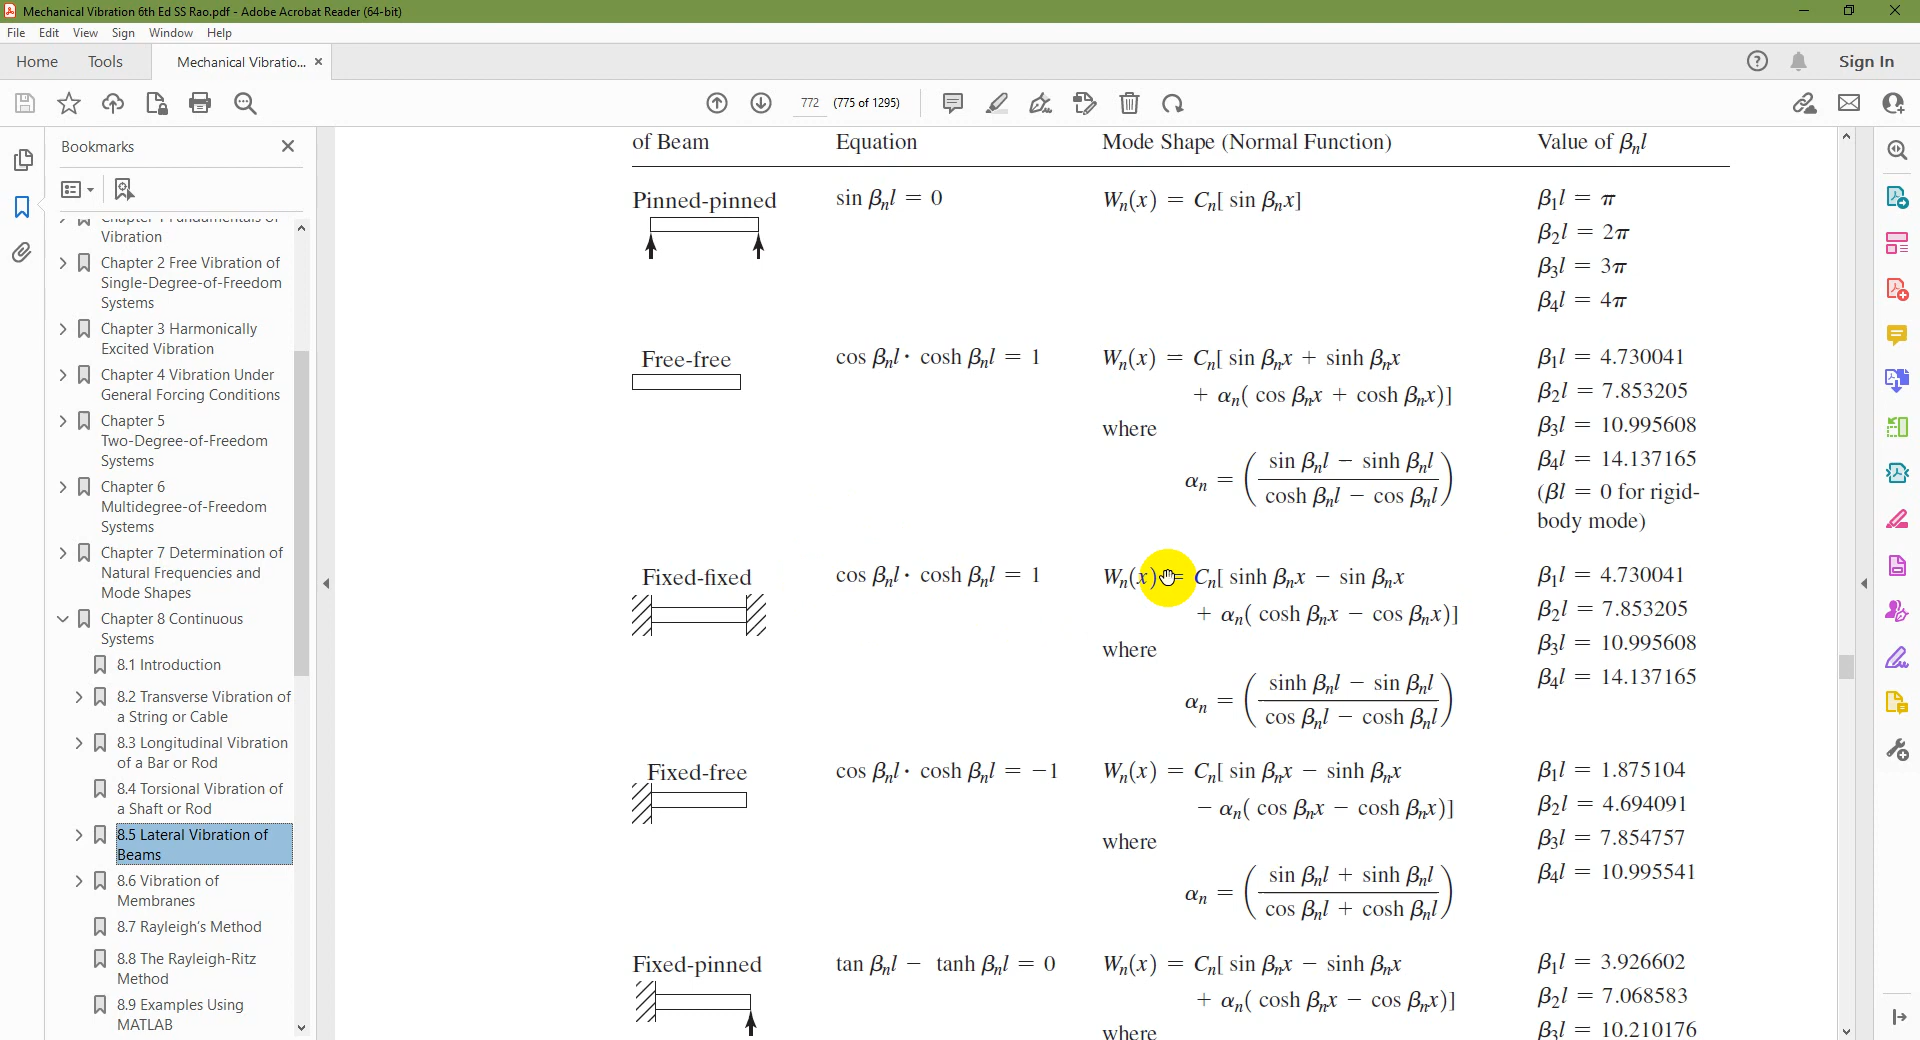 Mechanical Vibration 6th Ed SS Rao.pdf - Adobe Acrobat Reader (64-bit)
File Edit View Sign Window Help
Home Tools Mechanical Vibratio... × Sign In
772 (775 of 1295)
Bookmarks
Chapter 1 Fundamentals of
Vibration
Chapter 2 Free Vibration of
Single-Degree-of-Freedom
Systems
Chapter 3 Harmonically
Excited Vibration
Chapter 4 Vibration Under
General Forcing Conditions
Chapter 5
Two-Degree-of-Freedom
Systems
Chapter 6
Multidegree-of-Freedom
Systems
Chapter 7 Determination of
Natural Frequencies and
Mode Shapes
Chapter 8 Continuous
Systems
8.1 Introduction
8.2 Transverse Vibration of
a String or Cable
8.3 Longitudinal Vibration
of a Bar or Rod
8.4 Torsional Vibration of
a Shaft or Rod
8.5 Lateral Vibration of
Beams
8.6 Vibration of
Membranes
8.7 Rayleigh's Method
8.8 The Rayleigh-Ritz
Method
8.9 Examples Using
MATLAB
of Beam Equation Mode Shape (Normal Function) Value of βₙl
Pinned-pinned sin βₙl = 0 Wₙ(x) = Cₙ[ sin βₙx] β₁l = π
β₂l = 2π
β₃l = 3π
β₄l = 4π
Free-free cos βₙl · cosh βₙl = 1 Wₙ(x) = Cₙ[ sin βₙx + sinh βₙx β₁l = 4.730041
+ αₙ( cos βₙx + cosh βₙx)] β₂l = 7.853205
where β₃l = 10.995608
αₙ = ( sin βₙl − sinh βₙl / cosh βₙl − cos βₙl ) β₄l = 14.137165
(βl = 0 for rigid-
body mode)
Fixed-fixed cos βₙl · cosh βₙl = 1 Wₙ(x) = Cₙ[ sinh βₙx − sin βₙx β₁l = 4.730041
+ αₙ( cosh βₙx − cos βₙx)] β₂l = 7.853205
where β₃l = 10.995608
αₙ = ( sinh βₙl − sin βₙl / cos βₙl − cosh βₙl ) β₄l = 14.137165
Fixed-free cos βₙl · cosh βₙl = −1 Wₙ(x) = Cₙ[ sin βₙx − sinh βₙx β₁l = 1.875104
− αₙ( cos βₙx − cosh βₙx)] β₂l = 4.694091
where β₃l = 7.854757
αₙ = ( sin βₙl + sinh βₙl / cos βₙl + cosh βₙl ) β₄l = 10.995541
Fixed-pinned tan βₙl − tanh βₙl = 0 Wₙ(x) = Cₙ[ sin βₙx − sinh βₙx β₁l = 3.926602
+ αₙ( cosh βₙx − cos βₙx)] β₂l = 7.068583
where β₃l = 10.210176